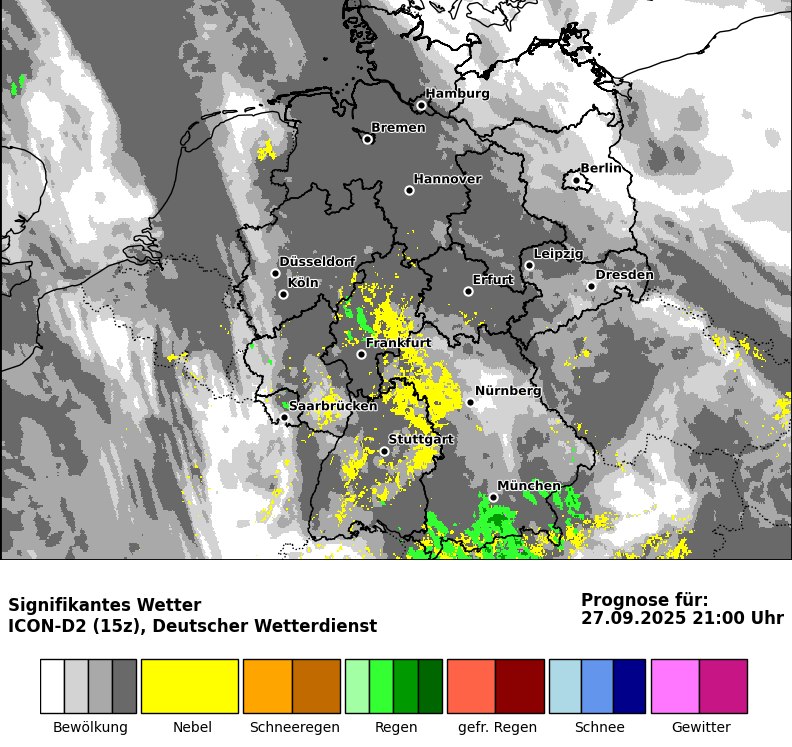 Hamburg
Bremen
Berlin
Hannover
Düsseldorf
Leipzig
Köln
Erfurt
Dresden
Frankfurt
Nürnberg
Saarbrücken
Stuttgart
München
Signifikantes Wetter
ICON-D2 (15z), Deutscher Wetterdienst
Prognose für:
27.09.2025 21:00 Uhr
Bewölkung Nebel Schneeregen Regen gefr. Regen Schnee Gewitter